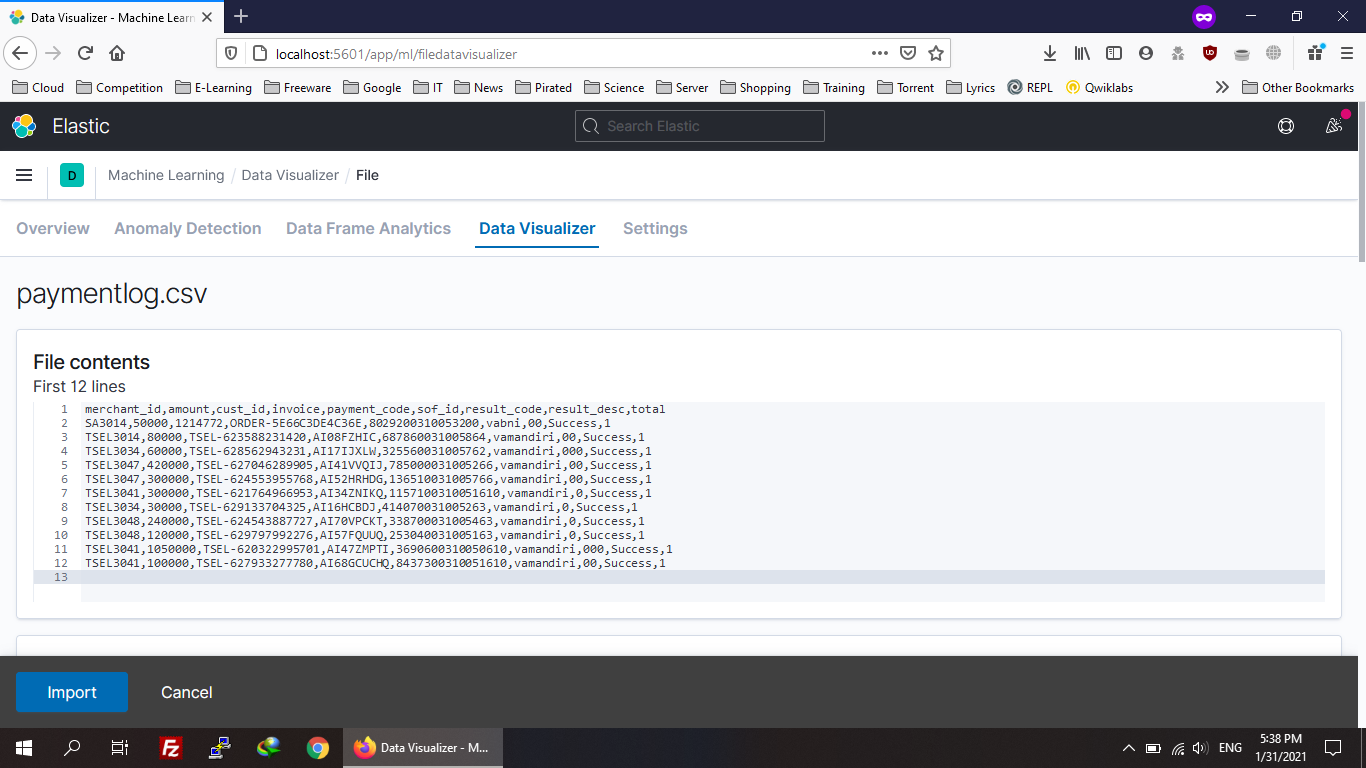 Data Visualizer - Machine Learn
localhost:5601/app/ml/filedatavisualizer
Cloud Competition E-Learning Freeware Google IT News Pirated Science Server Shopping Training Torrent Lyrics REPL Qwiklabs Other Bookmarks
Elastic
Search Elastic
D
Machine Learning / Data Visualizer / File
Overview Anomaly Detection Data Frame Analytics Data Visualizer Settings
paymentlog.csv
File contents
First 12 lines
1 merchant_id,amount,cust_id,invoice,payment_code,sof_id,result_code,result_desc,total
2 SA3014,50000,1214772,ORDER-5E66C3DE4C36E,8029200310053200,vabni,00,Success,1
3 TSEL3014,80000,TSEL-623588231420,AI08FZHIC,687860031005864,vamandiri,00,Success,1
4 TSEL3034,60000,TSEL-628562943231,AI17IJXLW,325560031005762,vamandiri,000,Success,1
5 TSEL3047,420000,TSEL-627046289905,AI41VVQIJ,785000031005266,vamandiri,00,Success,1
6 TSEL3047,300000,TSEL-624553955768,AI52HRHDG,136510031005766,vamandiri,00,Success,1
7 TSEL3041,300000,TSEL-621764966953,AI34ZNIKQ,1157100310051610,vamandiri,0,Success,1
8 TSEL3034,30000,TSEL-629133704325,AI16HCBDJ,414070031005263,vamandiri,0,Success,1
9 TSEL3048,240000,TSEL-624543887727,AI70VPCKT,338700031005463,vamandiri,0,Success,1
10 TSEL3048,120000,TSEL-629797992276,AI57FQUUQ,253040031005163,vamandiri,0,Success,1
11 TSEL3041,1050000,TSEL-620322995701,AI47ZMPTI,3690600310050610,vamandiri,000,Success,1
12 TSEL3041,100000,TSEL-627933277780,AI68GCUCHQ,8437300310051610,vamandiri,00,Success,1
13
Import Cancel
Data Visualizer - M...
ENG
5:38 PM
1/31/2021